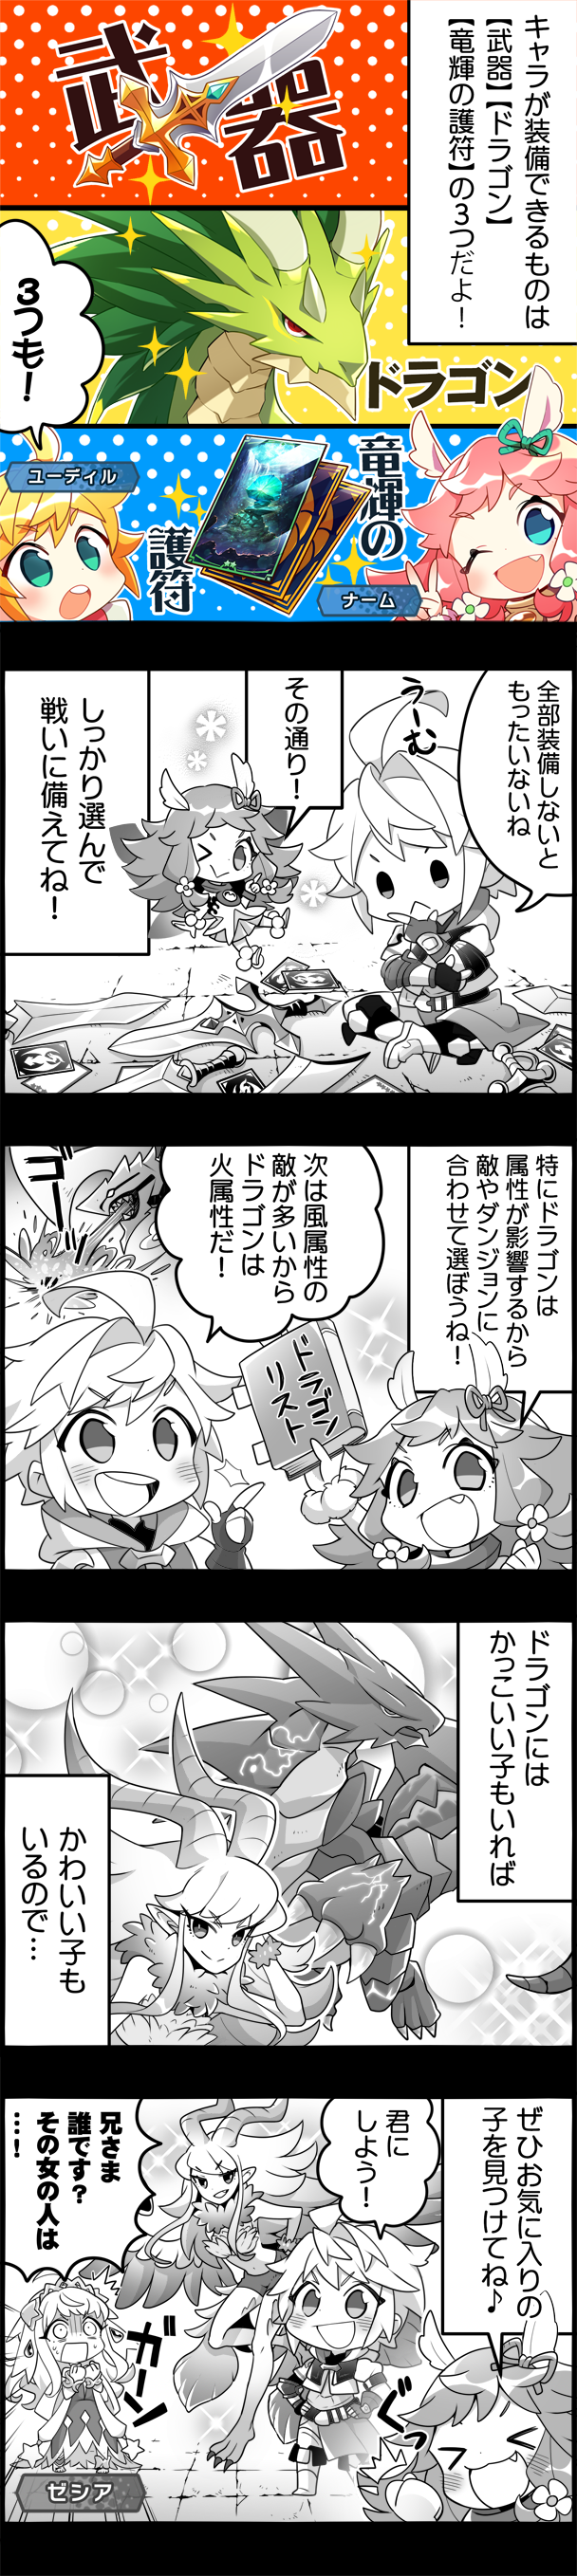 キャラが装備できるものは
【武器】【ドラゴン】
【竜輝の護符】の3つだよ！
武器
ドラゴン
3つも！
竜輝の
護符
ユーディル
ナーム
全部装備しないと
もったいないね
うーむ
その通り！
しっかり選んで
戦いに備えてね！
特にドラゴンは
属性が影響するから
敵やダンジョンに
合わせて選ぼうね！
次は風属性の
敵が多いから
ドラゴンは
火属性だ！
ゴーッ
ドラゴン
リスト
ドラゴンには
かっこいい子もいれば
かわいい子も
いるので…
ぜひお気に入りの
子を見つけてね♪
君に
しよう！
ぐっ
兄さま
誰です？
その女の人は
…！
ガーン
ゼシア